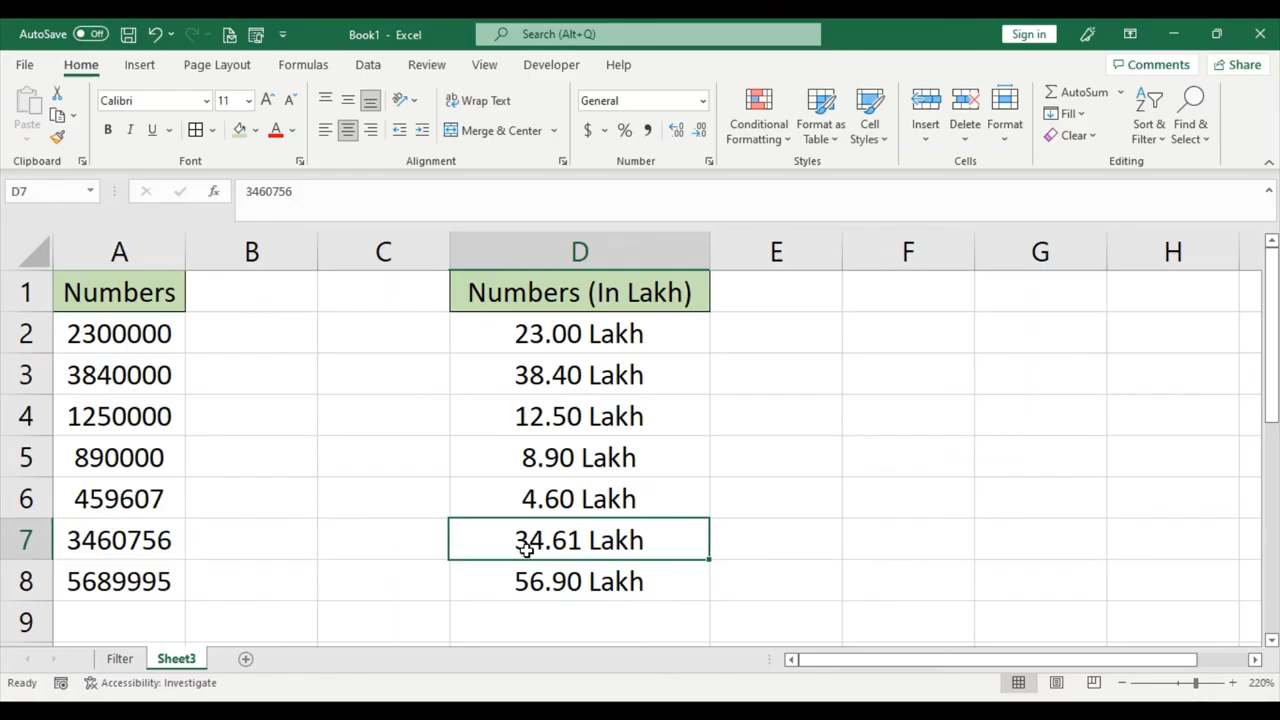 AutoSave Off Book1 - Excel Search (Alt+Q) Sign in
File Home Insert Page Layout Formulas Data Review View Developer Help Comments Share
Paste Calibri 11 A A Wrap Text General Conditional Formatting Format as Table Cell Styles Insert Delete Format AutoSum Sort & Filter Find & Select
B I U A Merge & Center $ % Fill
Clear
Clipboard Font Alignment Number Styles Cells Editing
D7 fx 3460756
A B C D E F G H
1 Numbers Numbers (In Lakh)
2 2300000 23.00 Lakh
3 3840000 38.40 Lakh
4 1250000 12.50 Lakh
5 890000 8.90 Lakh
6 459607 4.60 Lakh
7 3460756 34.61 Lakh
8 5689995 56.90 Lakh
9
Filter Sheet3
Ready Accessibility: Investigate 220%